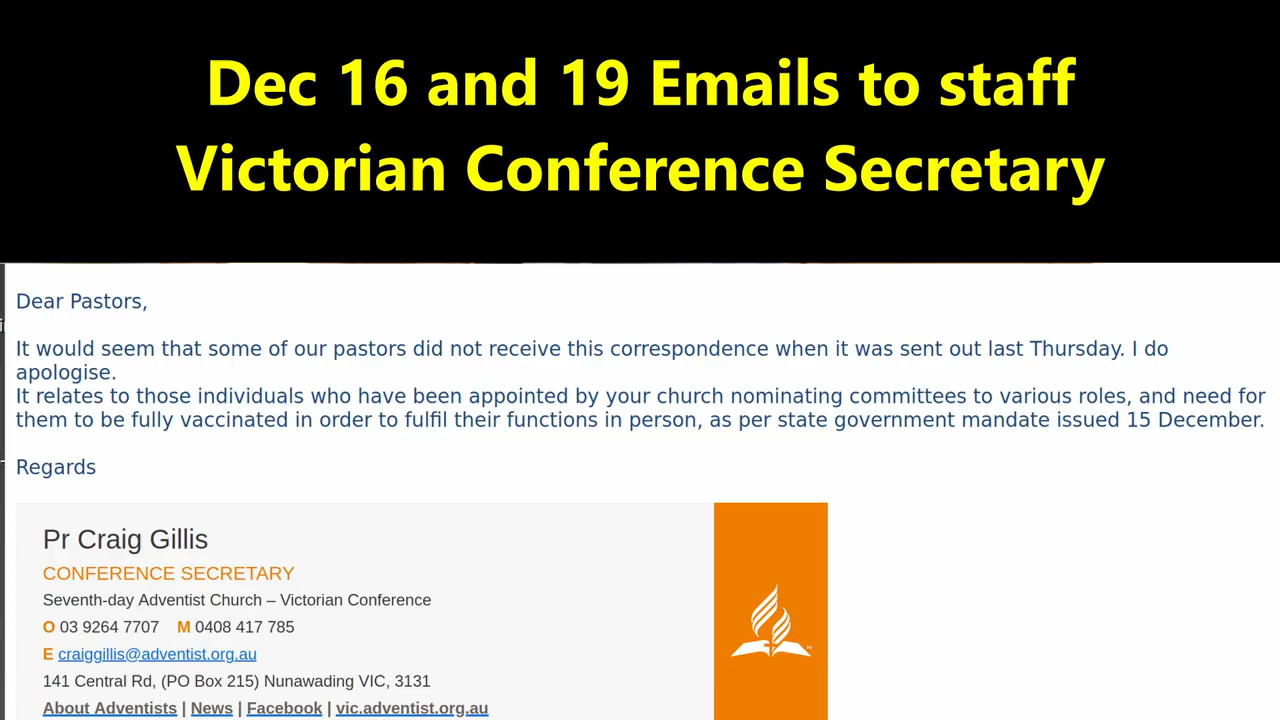 Dec 16 and 19 Emails to staff
Victorian Conference Secretary
Dear Pastors,
It would seem that some of our pastors did not receive this correspondence when it was sent out last Thursday. I do
apologise.
It relates to those individuals who have been appointed by your church nominating committees to various roles, and need for
them to be fully vaccinated in order to fulfil their functions in person, as per state government mandate issued 15 December.
Regards
Pr Craig Gillis
CONFERENCE SECRETARY
Seventh-day Adventist Church – Victorian Conference
O 03 9264 7707 M 0408 417 785
E craiggillis@adventist.org.au
141 Central Rd, (PO Box 215) Nunawading VIC, 3131
About Adventists | News | Facebook | vic.adventist.org.au